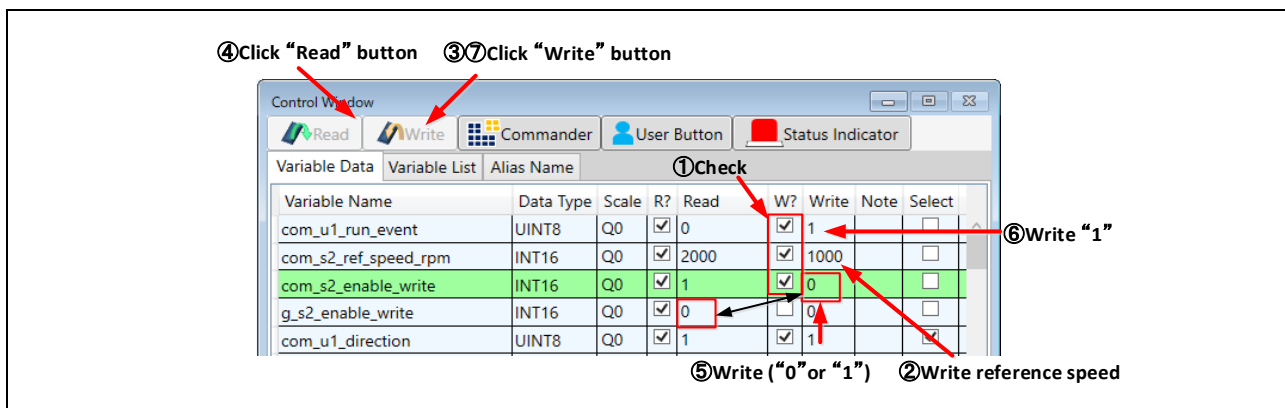 ④Click “Read” button ③⑦Click “Write” button
Control Window
Read Write Commander User Button Status Indicator
Variable Data Variable List Alias Name ①Check
Variable Name Data Type Scale R? Read W? Write Note Select
com_u1_run_event UINT8 Q0 0 1
⑥Write “1”
com_s2_ref_speed_rpm INT16 Q0 2000 1000
com_s2_enable_write INT16 Q0 1 0
g_s2_enable_write INT16 Q0 0 0
com_u1_direction UINT8 Q0 1 1
⑤Write (“0”or “1”) ②Write reference speed